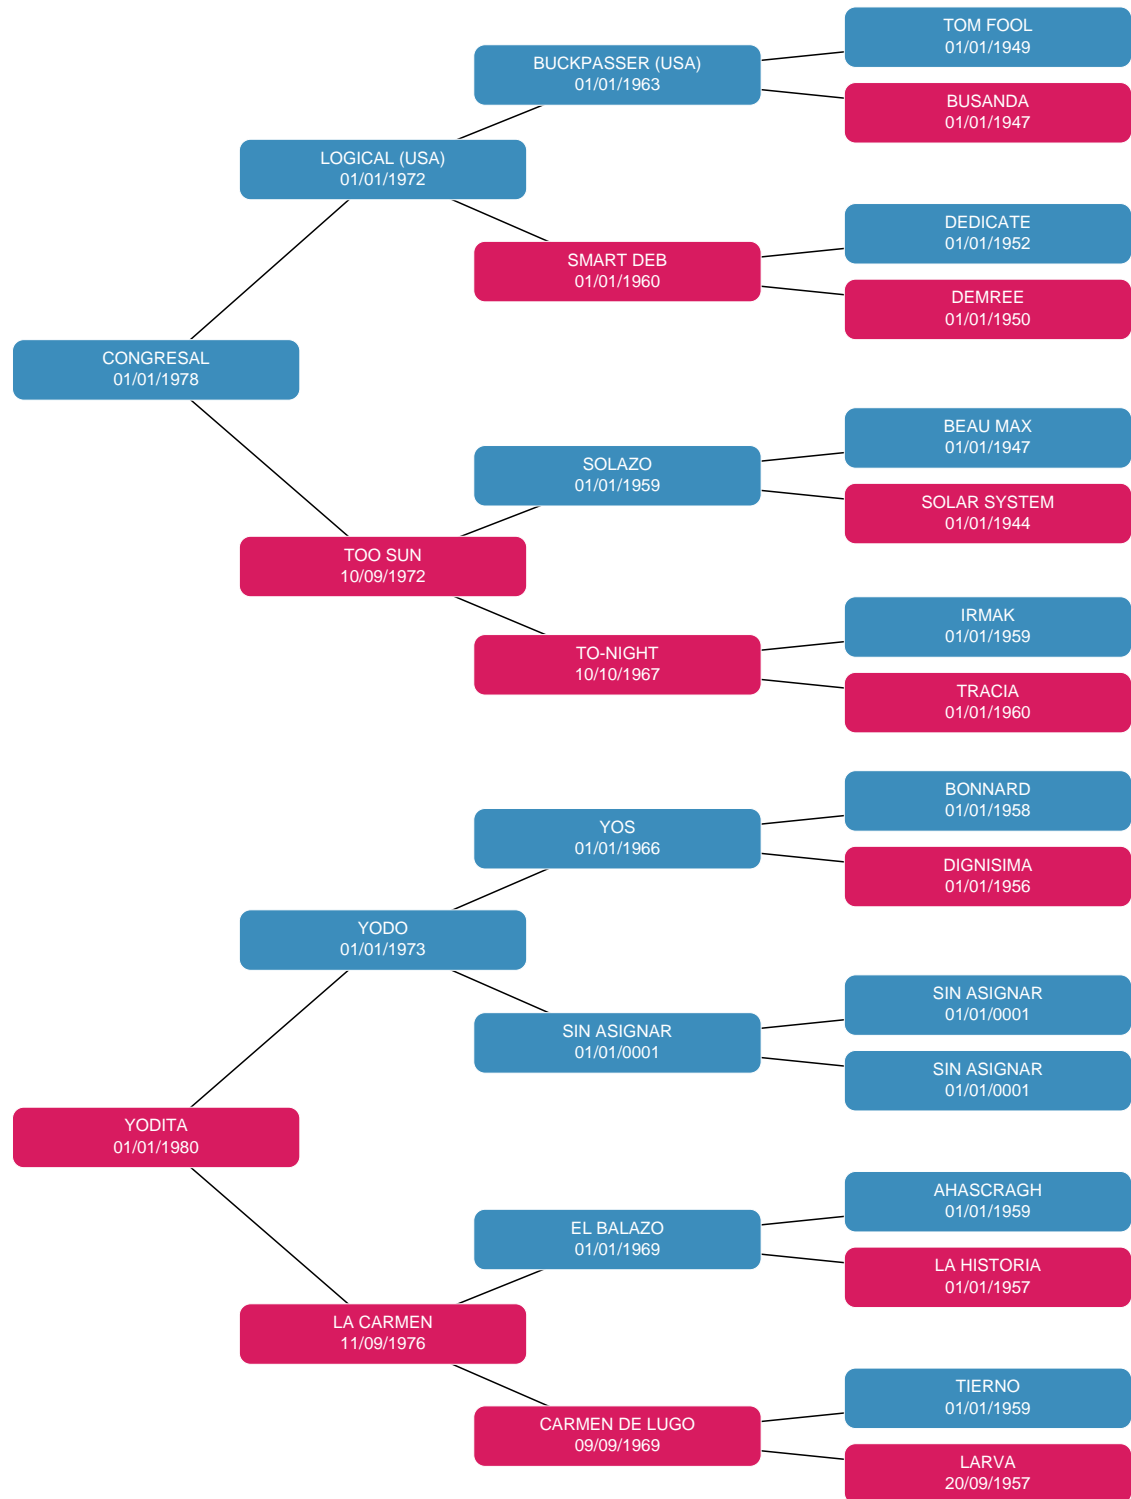 TOM FOOL
01/01/1949
BUCKPASSER (USA)
01/01/1963
BUSANDA
01/01/1947
LOGICAL (USA)
01/01/1972
DEDICATE
01/01/1952
SMART DEB
01/01/1960
DEMREE
01/01/1950
CONGRESAL
01/01/1978
BEAU MAX
01/01/1947
SOLAZO
01/01/1959
SOLAR SYSTEM
01/01/1944
TOO SUN
10/09/1972
IRMAK
01/01/1959
TO-NIGHT
10/10/1967
TRACIA
01/01/1960
BONNARD
01/01/1958
YOS
01/01/1966
DIGNISIMA
01/01/1956
YODO
01/01/1973
SIN ASIGNAR
01/01/0001
SIN ASIGNAR
01/01/0001
SIN ASIGNAR
01/01/0001
YODITA
01/01/1980
AHASCRAGH
01/01/1959
EL BALAZO
01/01/1969
LA HISTORIA
01/01/1957
LA CARMEN
11/09/1976
TIERNO
01/01/1959
CARMEN DE LUGO
09/09/1969
LARVA
20/09/1957